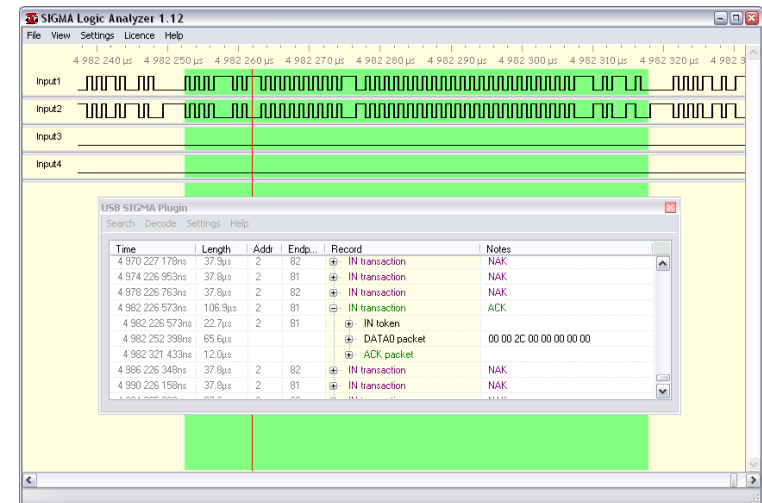 SIGMA Logic Analyzer 1.12
File View Settings Licence Help
4 982 240 µs 4 982 250 µs 4 982 260 µs 4 982 270 µs 4 982 280 µs 4 982 290 µs 4 982 300 µs 4 982 310 µs 4 982 320 µs 4 982 3
Input1
Input2
Input3
Input4
USB SIGMA Plugin
Search Decode Settings Help
Time Length Addr Endp... Record Notes
4 970 227 178ns 37.9µs 2 82 IN transaction NAK
4 974 226 953ns 37.8µs 2 81 IN transaction NAK
4 978 226 763ns 37.8µs 2 82 IN transaction NAK
4 982 226 573ns 106.9µs 2 81 IN transaction ACK
4 982 226 573ns 22.7µs 2 81 IN token
4 982 252 398ns 65.6µs DATA0 packet 00 00 2C 00 00 00 00 00
4 982 321 433ns 12.0µs ACK packet
4 986 226 348ns 37.8µs 2 82 IN transaction NAK
4 990 226 158ns 37.8µs 2 81 IN transaction NAK